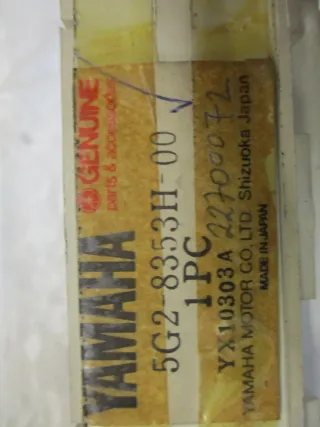 GENUINE
parts & accessories
YAMAHA
5G2-8353H-00
1 PC
YX10303A 22700072
YAMAHA MOTOR CO., LTD. Shizuoka Japan
MADE IN JAPAN